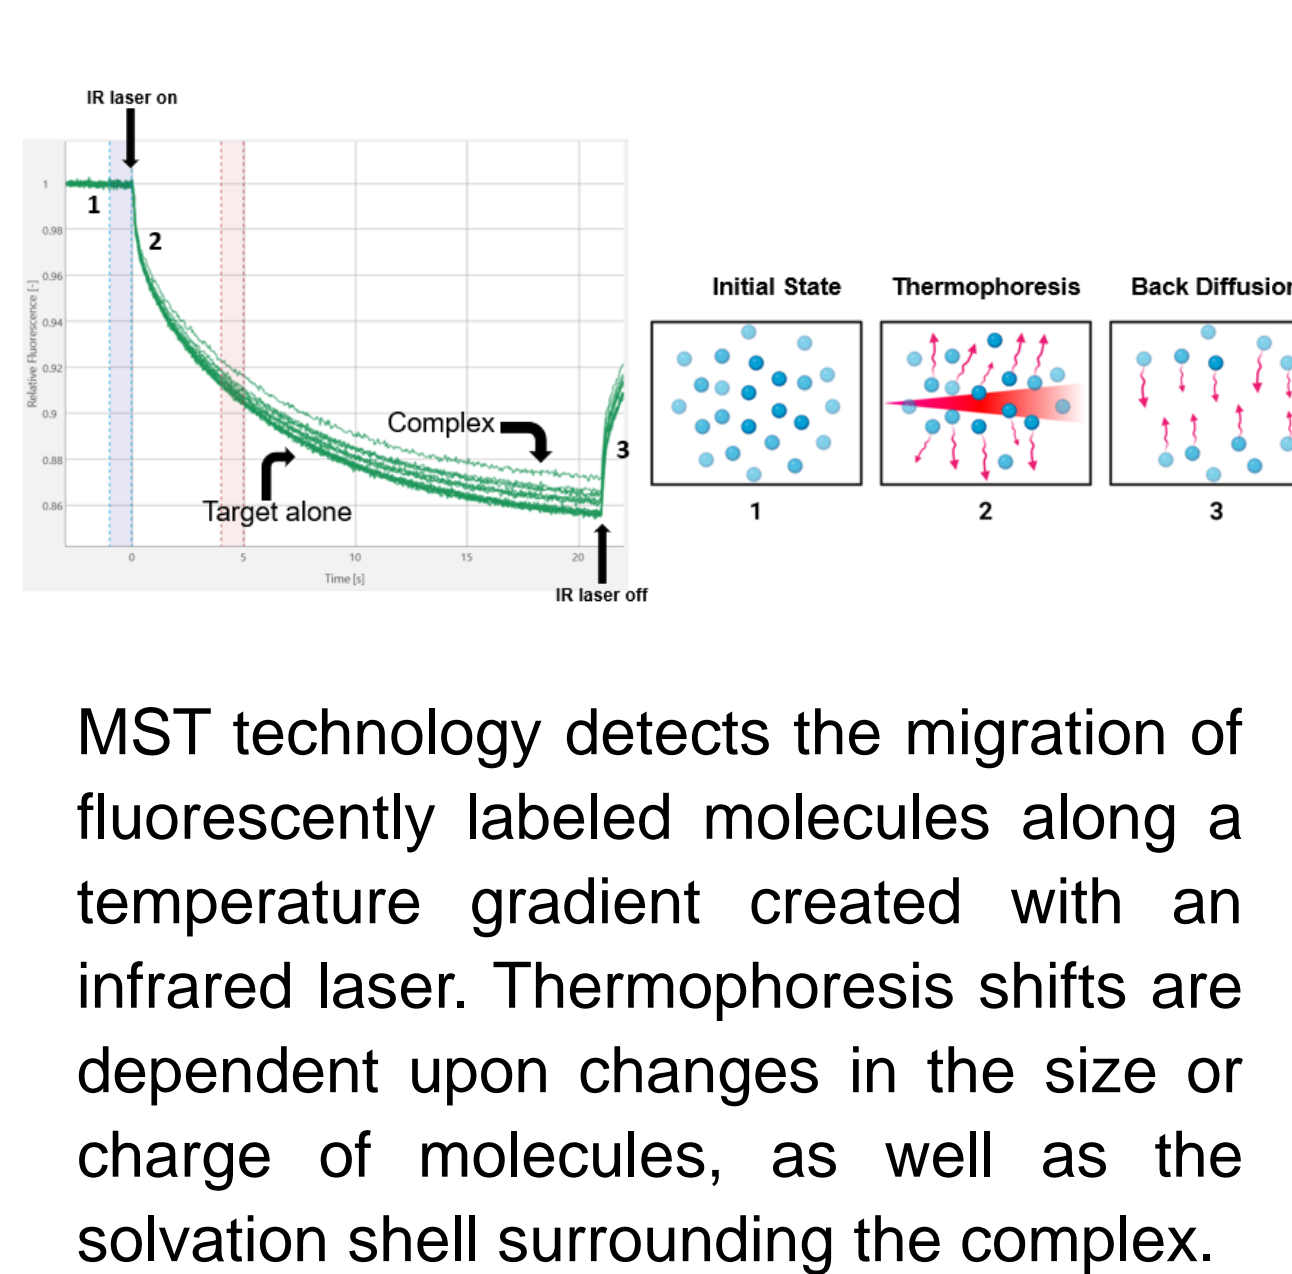 IR laser on
1
0.98
0.96
0.94
0.92
0.9
0.88
0.86
Relative Fluorescence [-]
1
2
3
Complex
Target alone
0
5
10
15
20
Time [s]
IR laser off
Initial State
Thermophoresis
Back Diffusion
1
2
3
MST technology detects the migration of
fluorescently labeled molecules along a
temperature gradient created with an
infrared laser. Thermophoresis shifts are
dependent upon changes in the size or
charge of molecules, as well as the
solvation shell surrounding the complex.